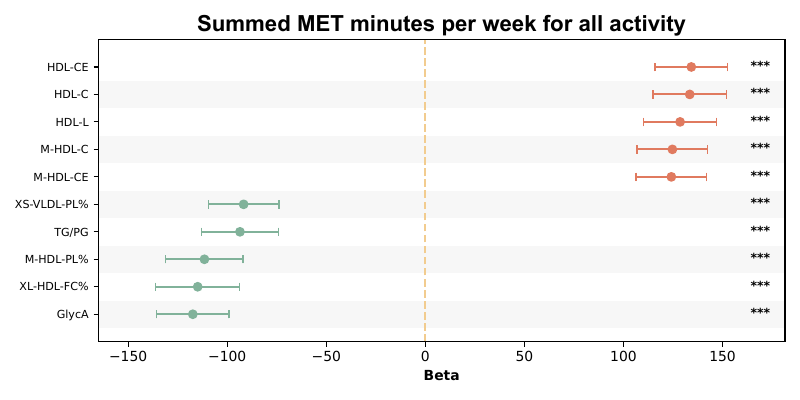 Summed MET minutes per week for all activity
HDL-CE ***
HDL-C ***
HDL-L ***
M-HDL-C ***
M-HDL-CE ***
XS-VLDL-PL% ***
TG/PG ***
M-HDL-PL% ***
XL-HDL-FC% ***
GlycA ***
−150 −100 −50 0 50 100 150
Beta